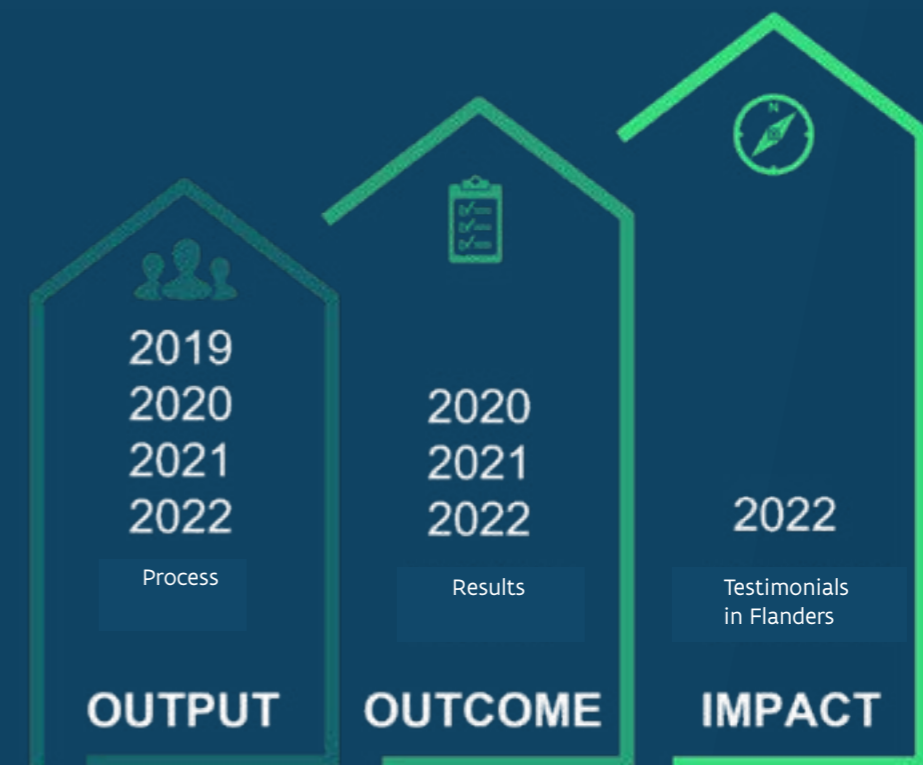 2019
2020
2021
2022
Process
OUTPUT
2020
2021
2022
Results
OUTCOME
N
2022
Testimonials
in Flanders
IMPACT